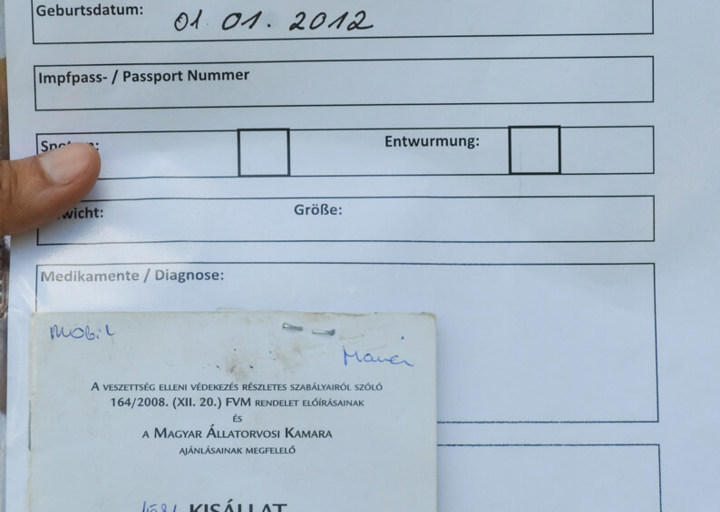 Geburtsdatum: 01.01.2012
Impfpass- / Passport Nummer
Entwurmung:
Größe:
Medikamente / Diagnose:
Mobil
A VESZETTSÉG ELLENI VÉDEKEZÉS RÉSZLETES SZABÁLYAIRÓL SZÓLÓ
164/2008. (XII. 20.) FVM RENDELET ELŐÍRÁSAINAK
ÉS
A MAGYAR ÁLLATORVOSI KAMARA
AJÁNLÁSAINAK MEGFELELŐ
KISÁLLAT